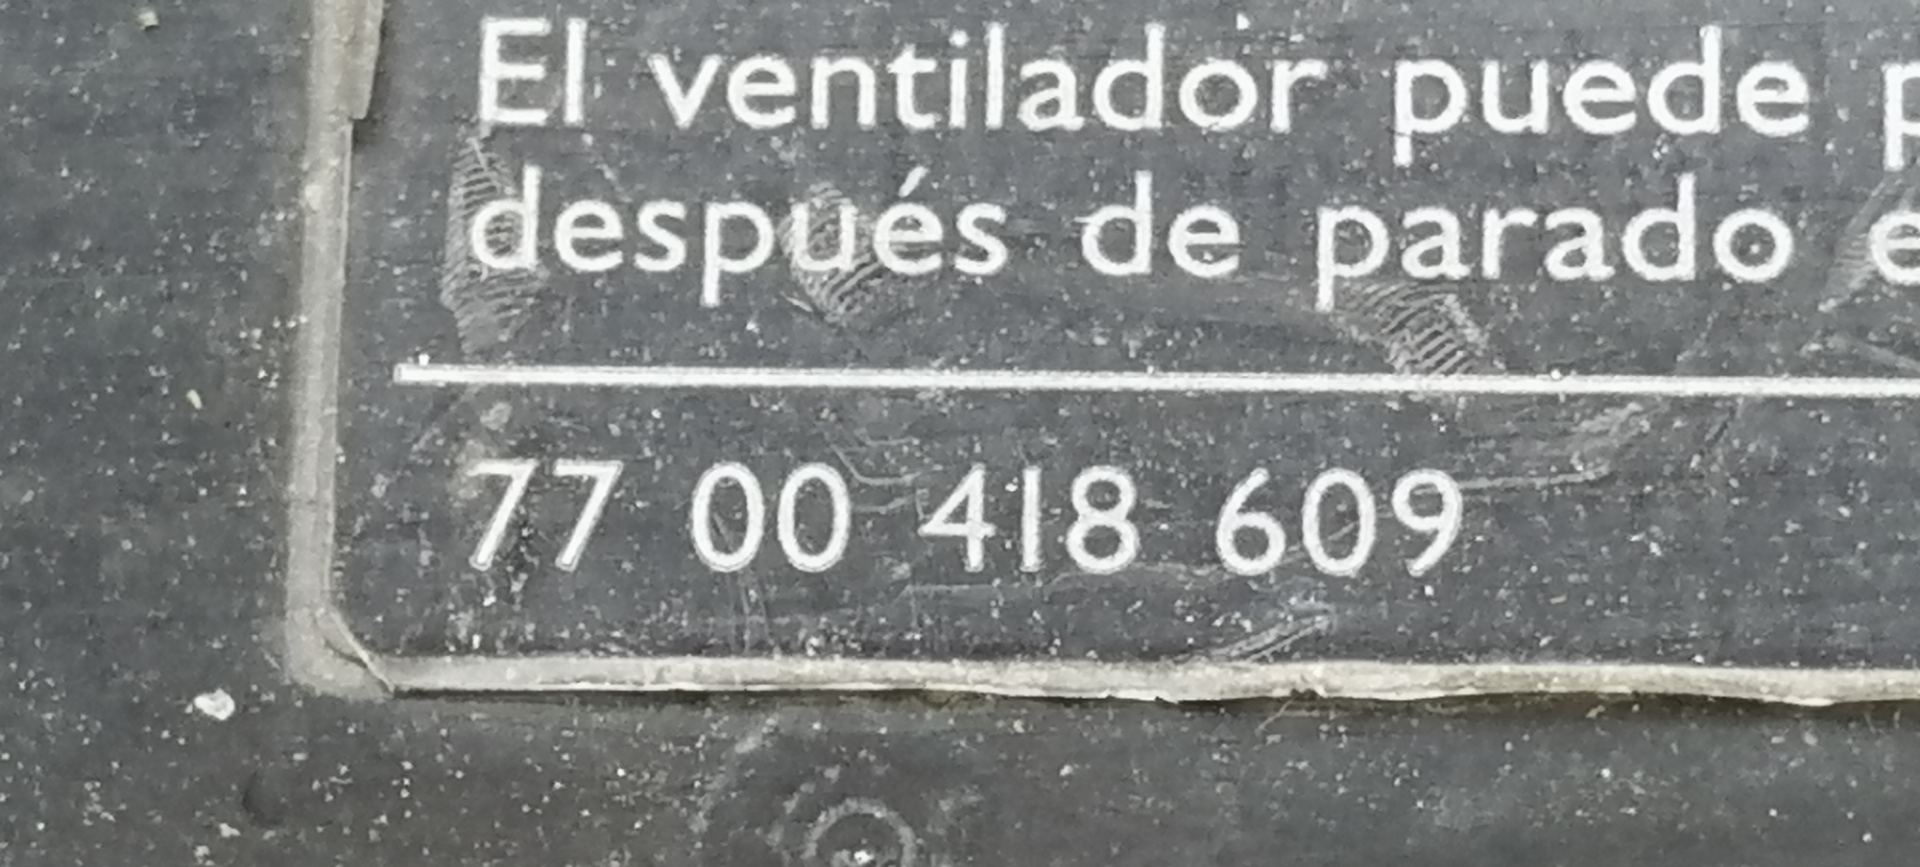 El ventilador puede p
después de parado e
77 00 418 609